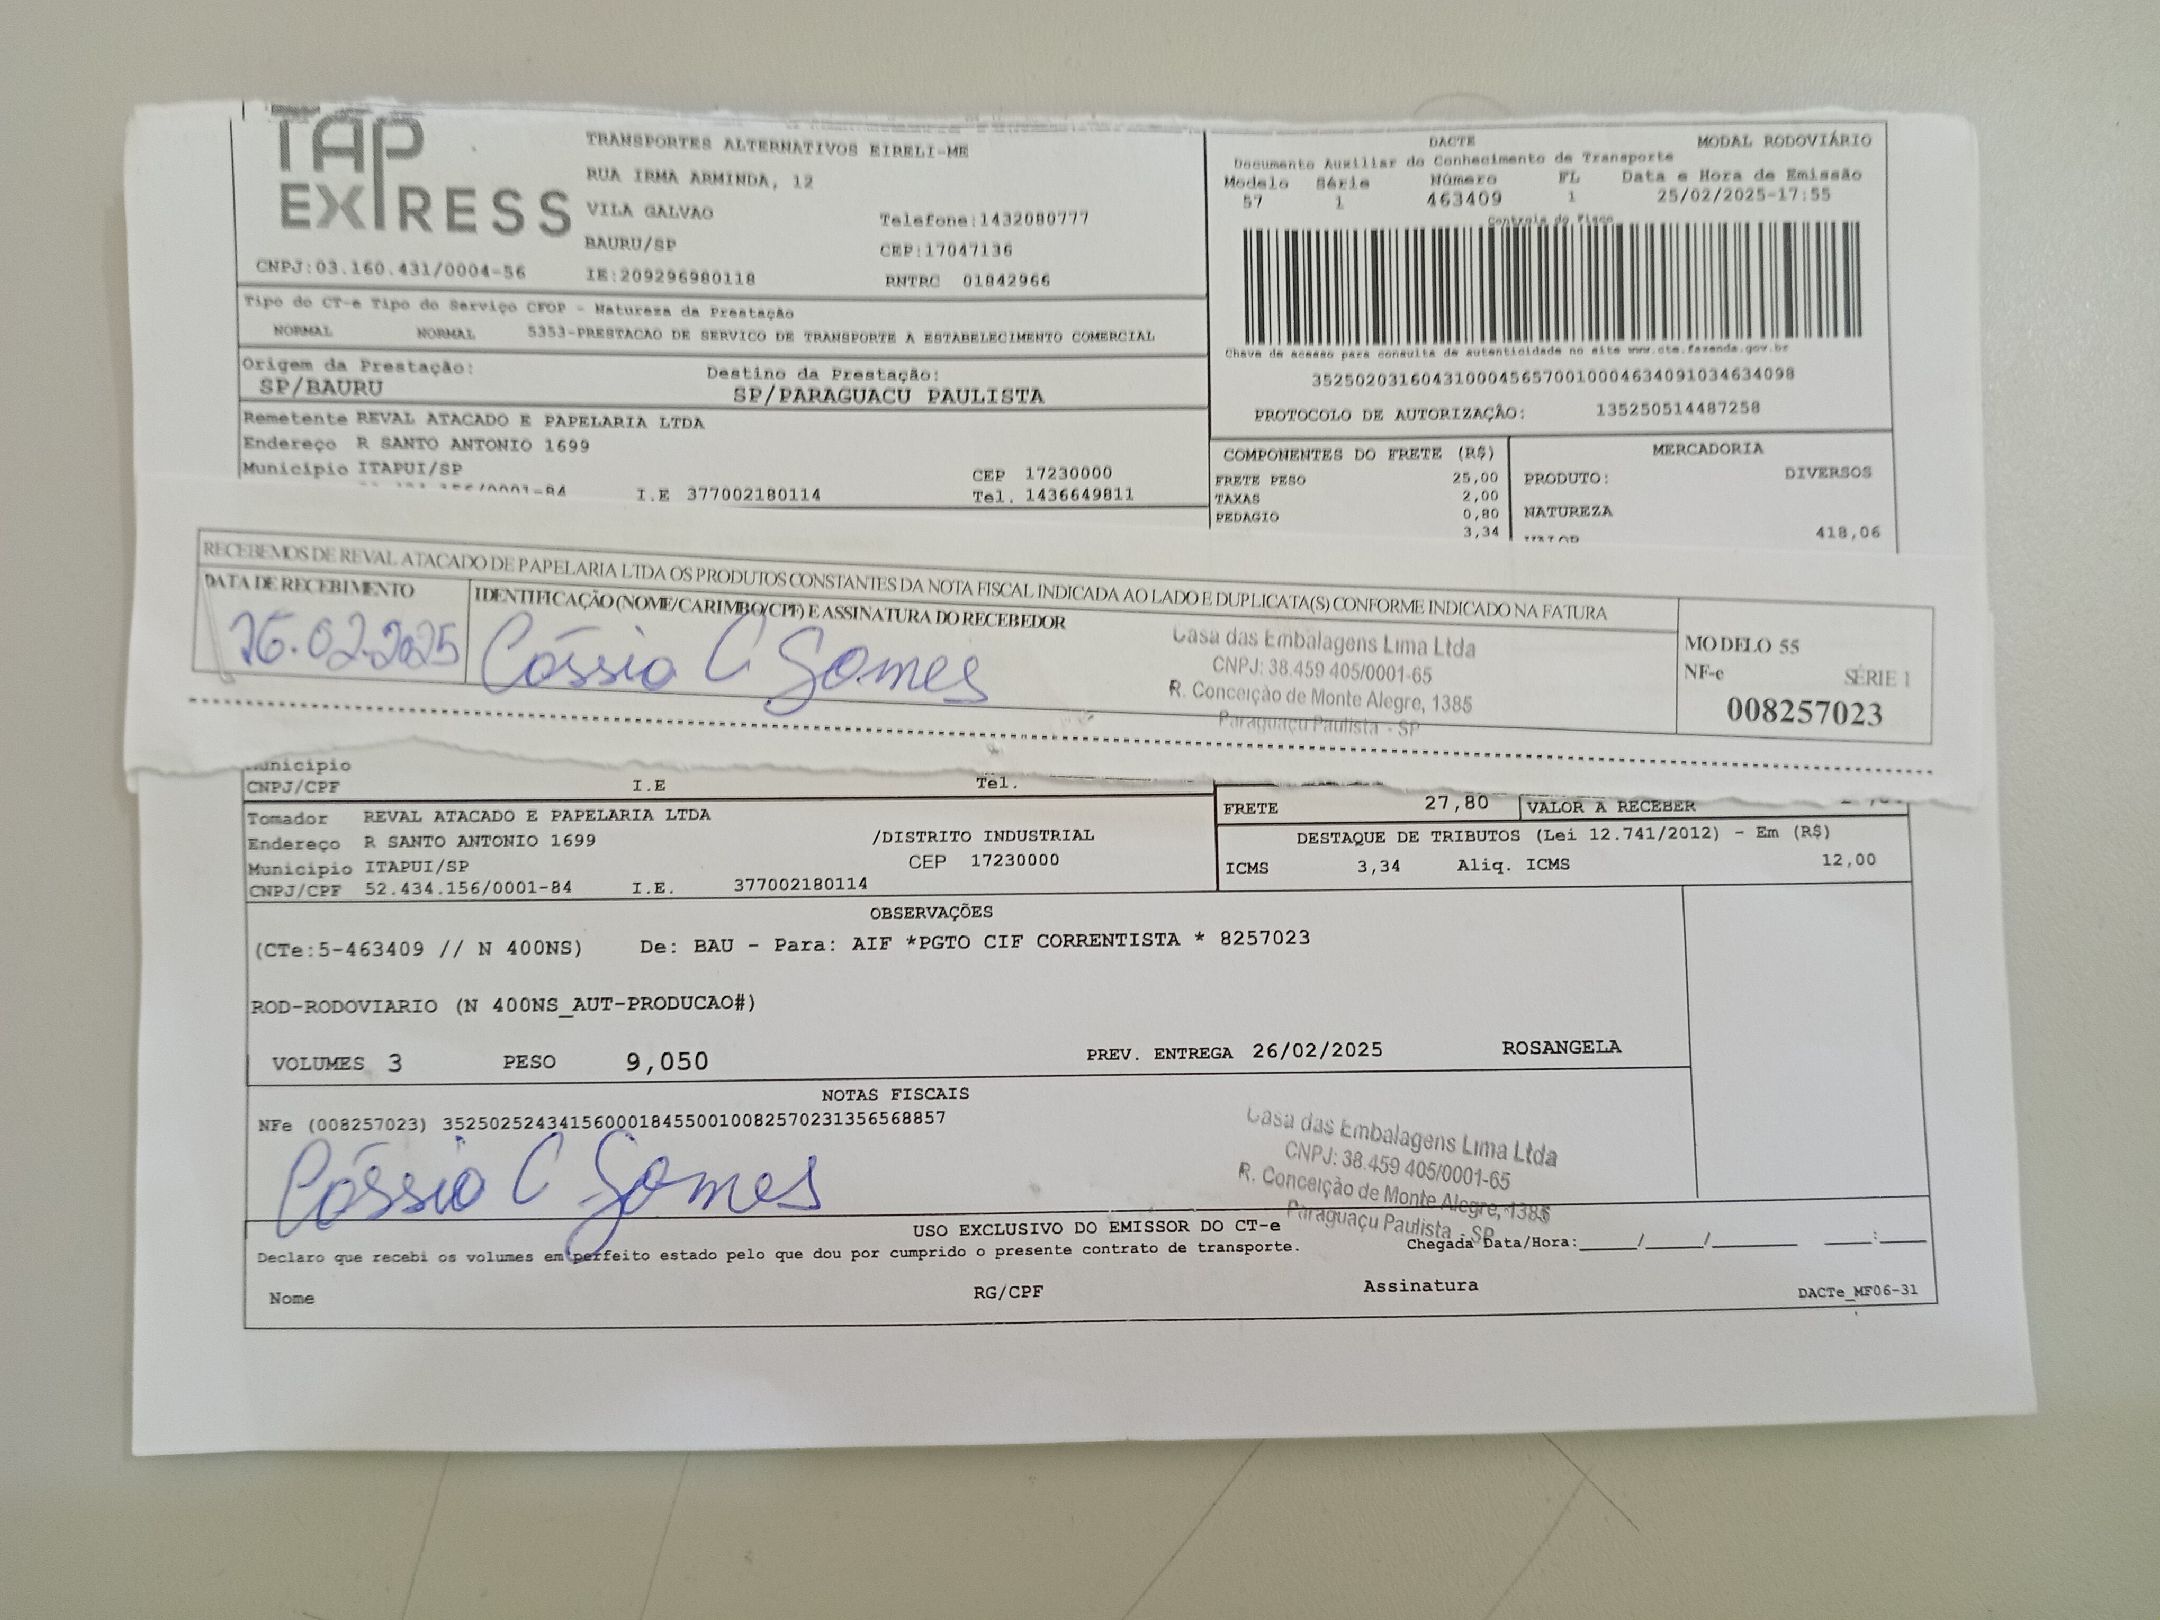 TAP
EXPRESS
TRANSPORTES ALTERNATIVOS EIRELI-ME
RUA IRMA ARMINDA, 12
VILA GALVAO
Telefone:1432080777
BAURU/SP
CEP:17047136
CNPJ:03.160.431/0004-56
IE:209296980118
RNTRC 01842966
DACTE
MODAL RODOVIÁRIO
Documento Auxiliar do Conhecimento de Transporte
Modelo Série Número FL Data e Hora de Emissão
57 1 463409 1 25/02/2025-17:55
Controle do Fisco
Chave de acesso para consulta de autenticidade no site www.cte.fazenda.gov.br
35250203160431000456570010004634091034634098
PROTOCOLO DE AUTORIZAÇÃO: 135250514487258
Tipo do CT-e Tipo do Serviço CFOP - Natureza da Prestação
NORMAL NORMAL 5353-PRESTACAO DE SERVICO DE TRANSPORTE A ESTABELECIMENTO COMERCIAL
Origem da Prestação: Destino da Prestação:
SP/BAURU SP/PARAGUACU PAULISTA
Remetente REVAL ATACADO E PAPELARIA LTDA
Endereço R SANTO ANTONIO 1699
Município ITAPUI/SP CEP 17230000
I.E 377002180114 Tel. 1436649811
COMPONENTES DO FRETE (R$)
FRETE PESO 25,00
TAXAS 2,00
PEDAGIO 0,80
3,34
MERCADORIA
PRODUTO: DIVERSOS
NATUREZA
418,06
RECEBEMOS DE REVAL ATACADO DE PAPELARIA LTDA OS PRODUTOS CONSTANTES DA NOTA FISCAL INDICADA AO LADO E DUPLICATA(S) CONFORME INDICADO NA FATURA
DATA DE RECEBIMENTO
IDENTIFICAÇÃO (NOME/CARIMBO/CPF) E ASSINATURA DO RECEBEDOR
26.02.2025
Cássio C Gomes
Casa das Embalagens Lima Ltda
CNPJ: 38.459 405/0001-65
R. Conceição de Monte Alegre, 1385
Paraguaçu Paulista - SP
MODELO 55
NF-e SÉRIE 1
008257023
Município
CNPJ/CPF I.E Tel.
FRETE 27,80 VALOR A RECEBER
Tomador REVAL ATACADO E PAPELARIA LTDA
Endereço R SANTO ANTONIO 1699 /DISTRITO INDUSTRIAL
Município ITAPUI/SP CEP 17230000
CNPJ/CPF 52.434.156/0001-84 I.E. 377002180114
DESTAQUE DE TRIBUTOS (Lei 12.741/2012) - Em (R$)
ICMS 3,34 Aliq. ICMS 12,00
OBSERVAÇÕES
(CTe:5-463409 // N 400NS) De: BAU - Para: AIF *PGTO CIF CORRENTISTA * 8257023
ROD-RODOVIARIO (N 400NS_AUT-PRODUCAO#)
VOLUMES 3 PESO 9,050 PREV. ENTREGA 26/02/2025 ROSANGELA
NOTAS FISCAIS
NFe (008257023) 35250252434156000184550010082570231356568857
Cássio C Gomes
Casa das Embalagens Lima Ltda
CNPJ: 38.459 405/0001-65
R. Conceição de Monte Alegre, 1385
Paraguaçu Paulista - SP
USO EXCLUSIVO DO EMISSOR DO CT-e
Declaro que recebi os volumes em perfeito estado pelo que dou por cumprido o presente contrato de transporte. Chegada Data/Hora:____/____/______ ___:___
Nome RG/CPF Assinatura DACTe_MF06-31